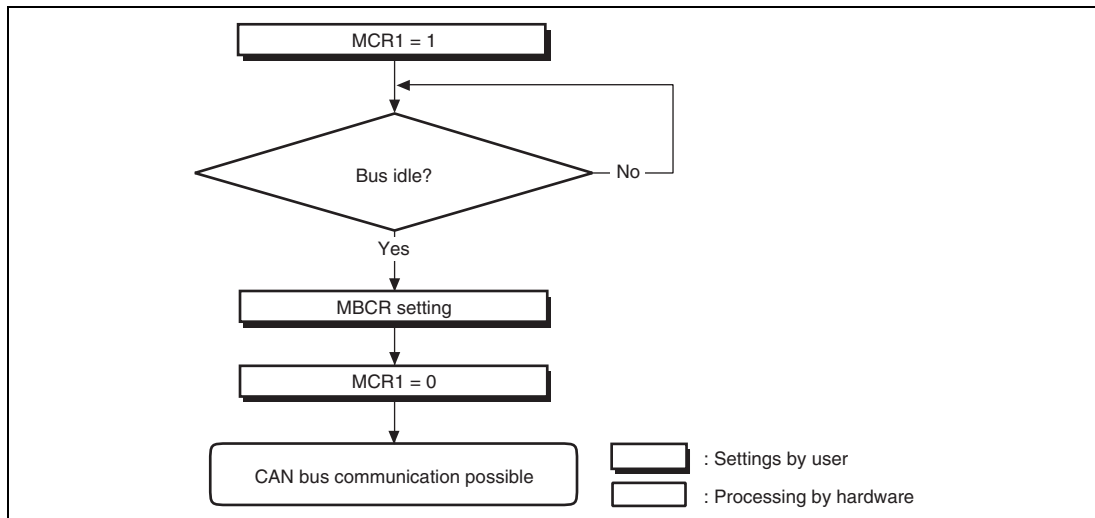 MCR1 = 1
Bus idle?
No
Yes
MBCR setting
MCR1 = 0
CAN bus communication possible
: Settings by user
: Processing by hardware